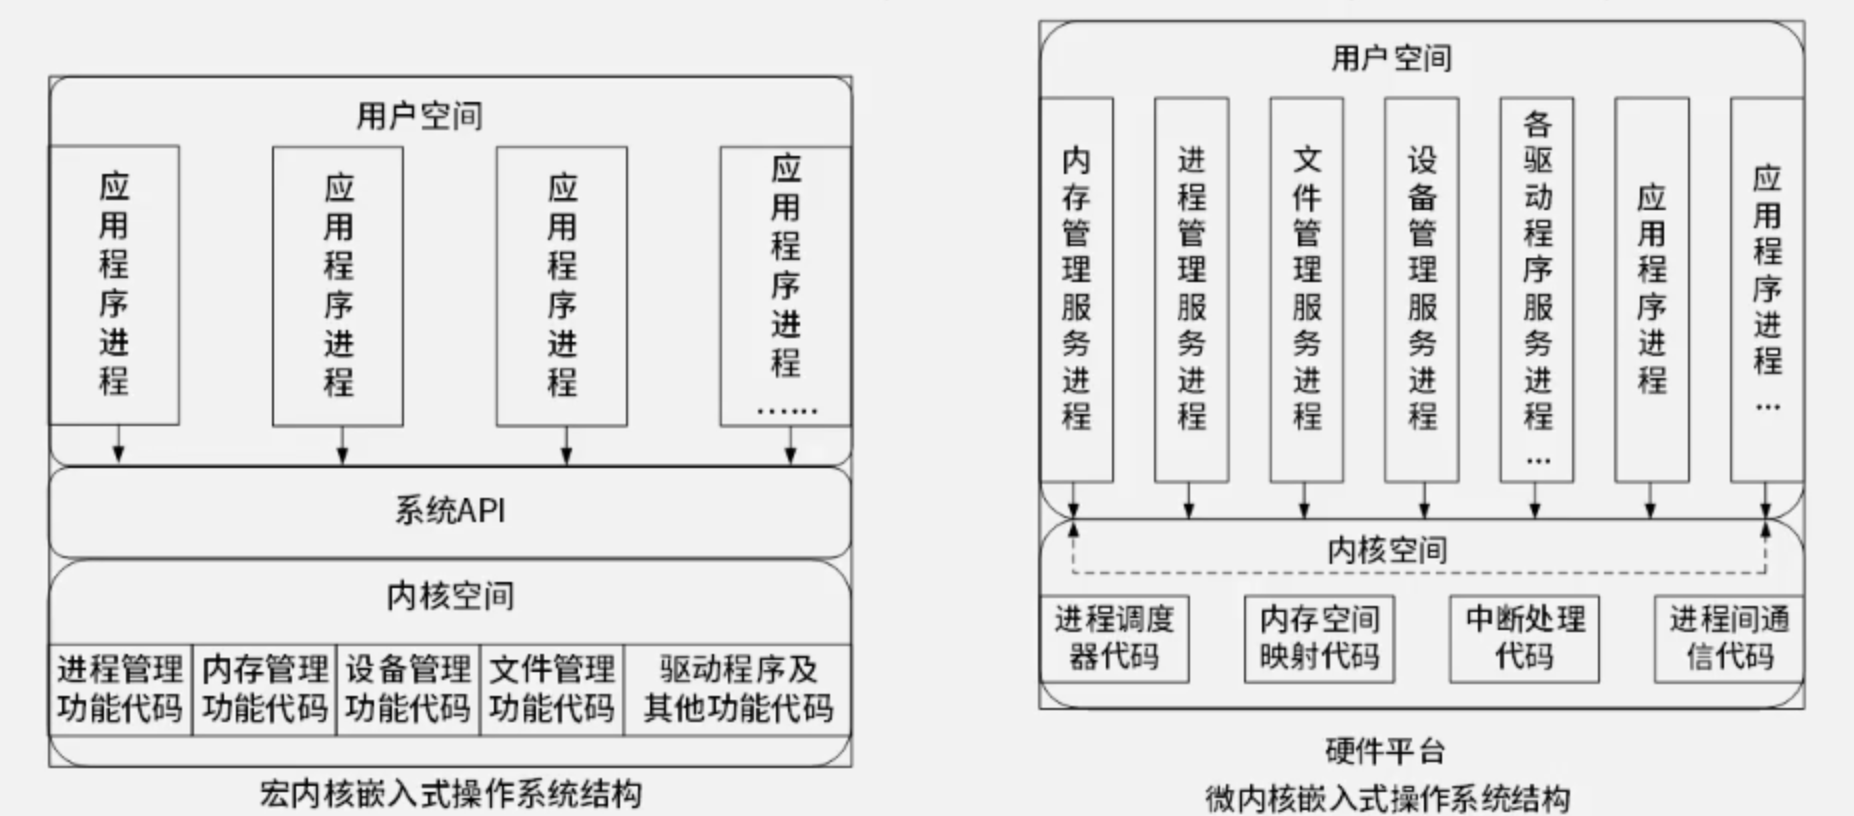 用户空间
应用程序进程
应用程序进程
应用程序进程
应用程序进程
……
系统API
内核空间
进程管理
功能代码
内存管理
功能代码
设备管理
功能代码
文件管理
功能代码
驱动程序及
其他功能代码
宏内核嵌入式操作系统结构
用户空间
内存管理服务进程
进程管理服务进程
文件管理服务进程
设备管理服务进程
各驱动程序服务进程
…
应用程序进程
应用程序进程
…
内核空间
进程调度
器代码
内存空间
映射代码
中断处理
代码
进程间通
信代码
硬件平台
微内核嵌入式操作系统结构